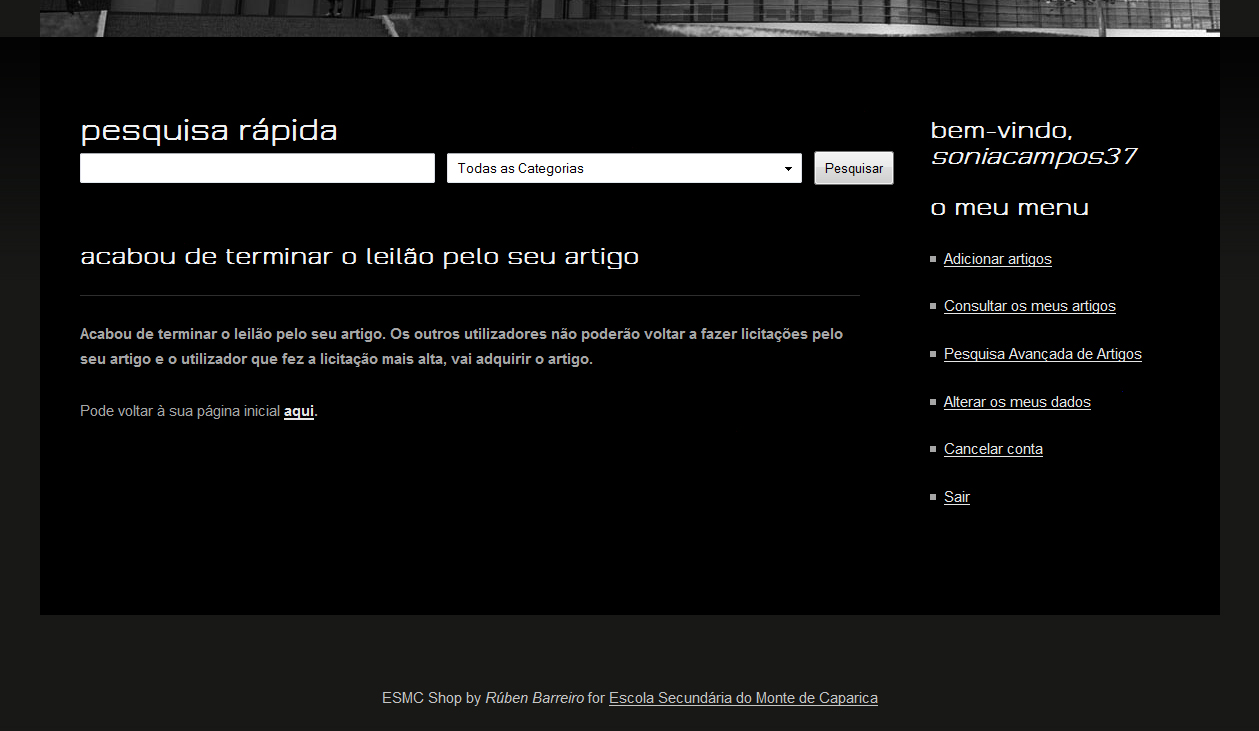 pesquisa rápida
Todas as Categorias
Pesquisar
acabou de terminar o leilão pelo seu artigo
Acabou de terminar o leilão pelo seu artigo. Os outros utilizadores não poderão voltar a fazer licitações pelo
seu artigo e o utilizador que fez a licitação mais alta, vai adquirir o artigo.
Pode voltar à sua página inicial aqui.
bem-vindo,
soniacampos37
o meu menu
Adicionar artigos
Consultar os meus artigos
Pesquisa Avançada de Artigos
Alterar os meus dados
Cancelar conta
Sair
ESMC Shop by Rúben Barreiro for Escola Secundária do Monte de Caparica